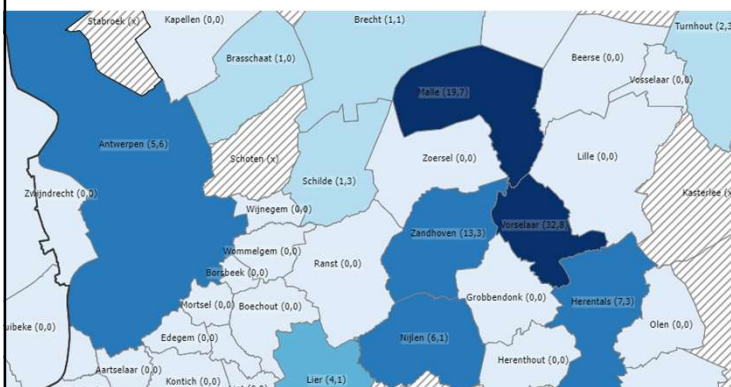 Stabroek (x)
Kapellen (0,0)
Brecht (1,1)
Turnhout (2,3
Brasschaat (1,0)
Beerse (0,0)
Vosselaar (0,0)
Malle (19,7)
Antwerpen (5,6)
Schoten (x)
Zoersel (0,0)
Lille (0,0)
Schilde (1,3)
Zwijndrecht (0,0)
Kasterlee (x
Wijnegem (0,0)
Vorselaar (32,8)
Zandhoven (13,3)
Wommelgem (0,0)
Ranst (0,0)
Borsbeek (0,0)
Mortsel (0,0)
Boechout (0,0)
Grobbendonk (0,0)
Herentals (7,3)
uibeke (0,0)
Edegem (0,0)
Nijlen (6,1)
Olen (0,0)
Herenthout (0,0)
Aartselaar (0,0)
Kontich (0,0)
Lier (4,1)